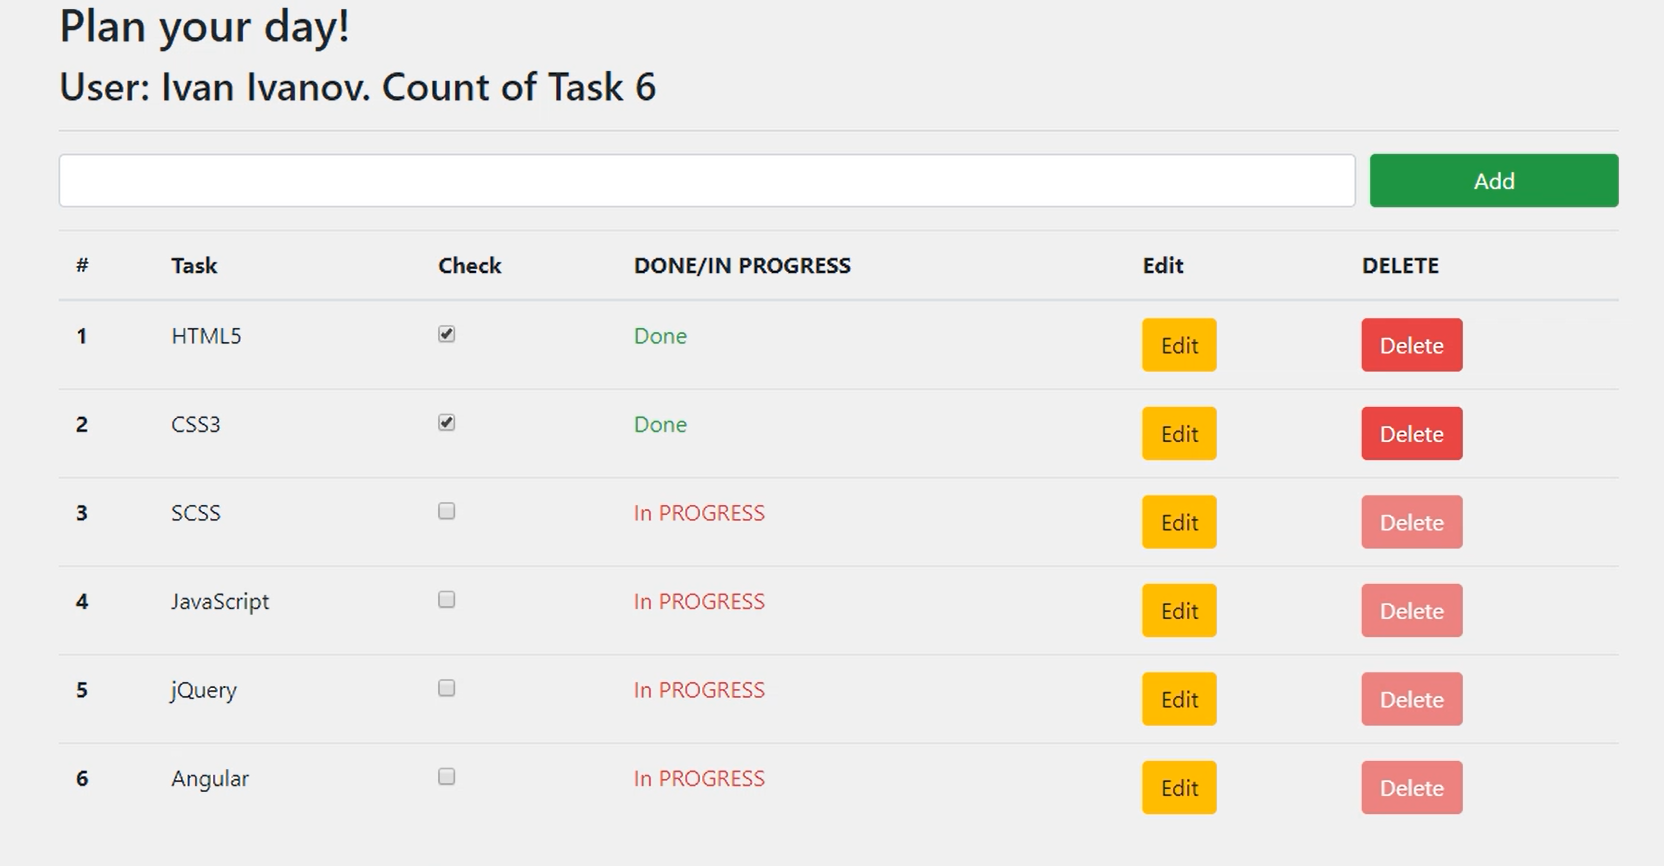 Plan your day!
User: Ivan Ivanov. Count of Task 6
Add
# Task Check DONE/IN PROGRESS Edit DELETE
1 HTML5 Done Edit Delete
2 CSS3 Done Edit Delete
3 SCSS In PROGRESS Edit Delete
4 JavaScript In PROGRESS Edit Delete
5 jQuery In PROGRESS Edit Delete
6 Angular In PROGRESS Edit Delete